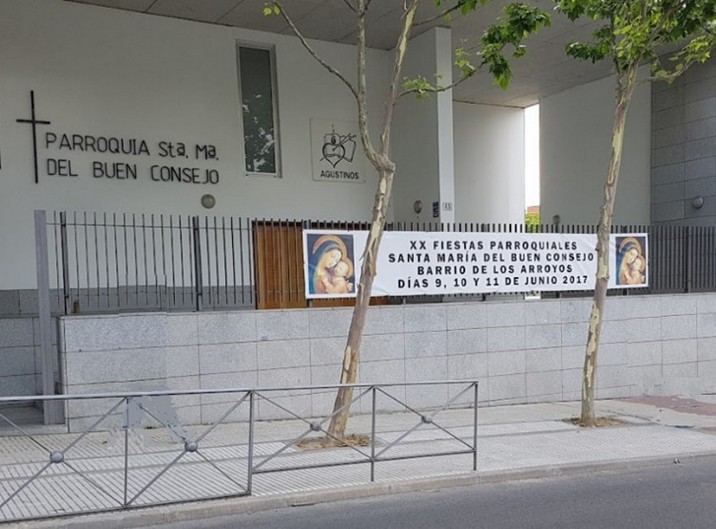 PARROQUIA Sta. Ma.
DEL BUEN CONSEJO
AGUSTINOS
XX FIESTAS PARROQUIALES
SANTA MARÍA DEL BUEN CONSEJO
BARRIO DE LOS ARROYOS
DÍAS 9, 10 Y 11 DE JUNIO 2017